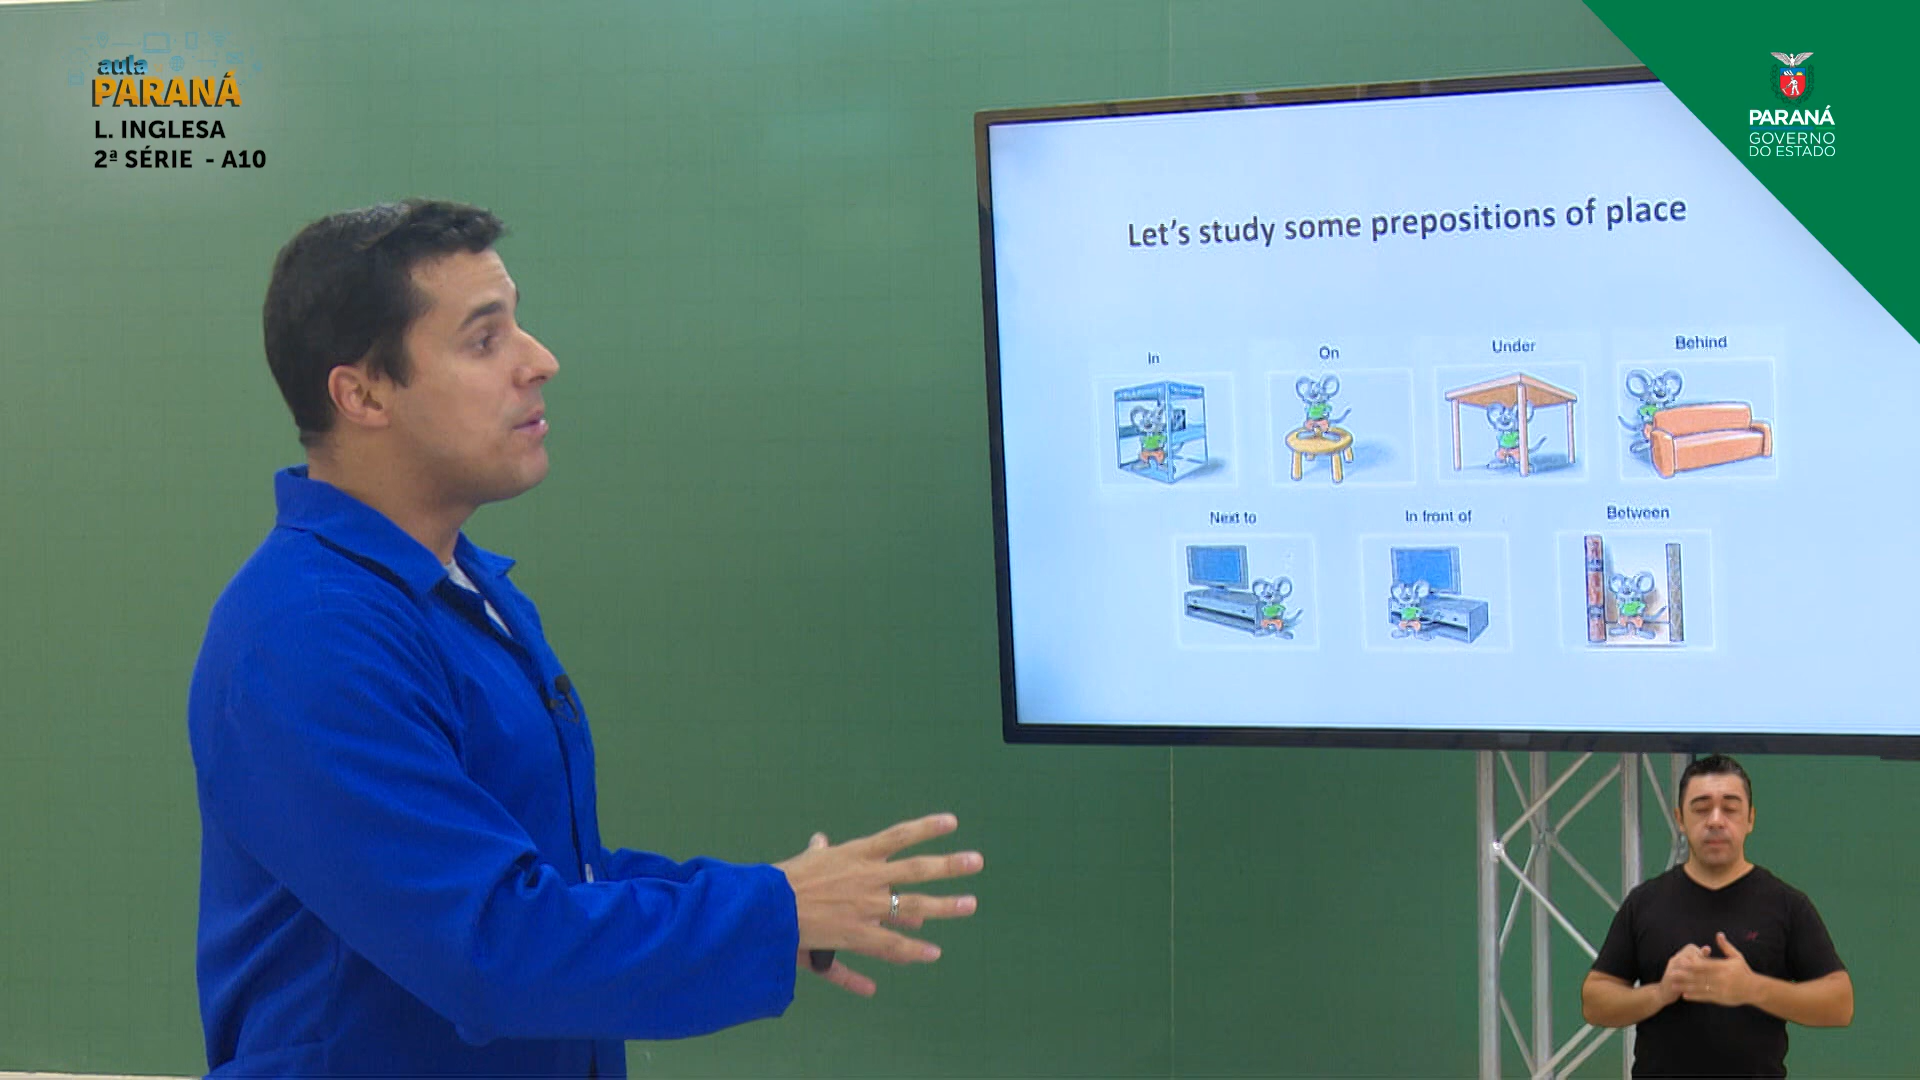 aula
PARANÁ
L. INGLESA
2ª SÉRIE - A10
PARANÁ
GOVERNO
DO ESTADO
Let's study some prepositions of place
In
On
Under
Behind
Next to
In front of
Between